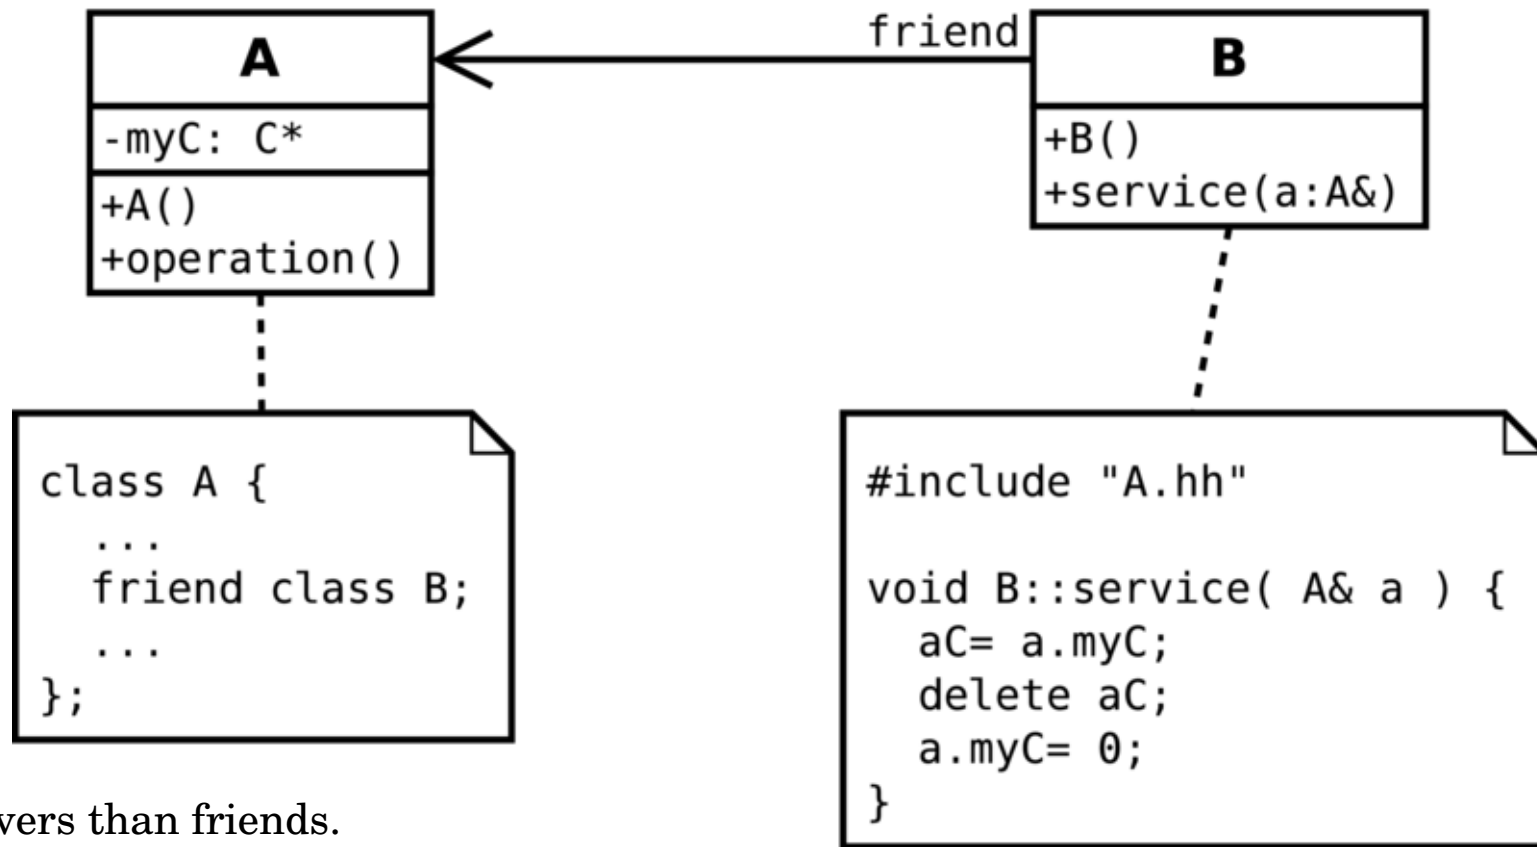 A
-myC: C*
+A()
+operation()
friend
B
+B()
+service(a:A&)
class A {
  ...
  friend class B;
  ...
};
#include "A.hh"
void B::service( A& a ) {
  aC= a.myC;
  delete aC;
  a.myC= 0;
}
than friends.